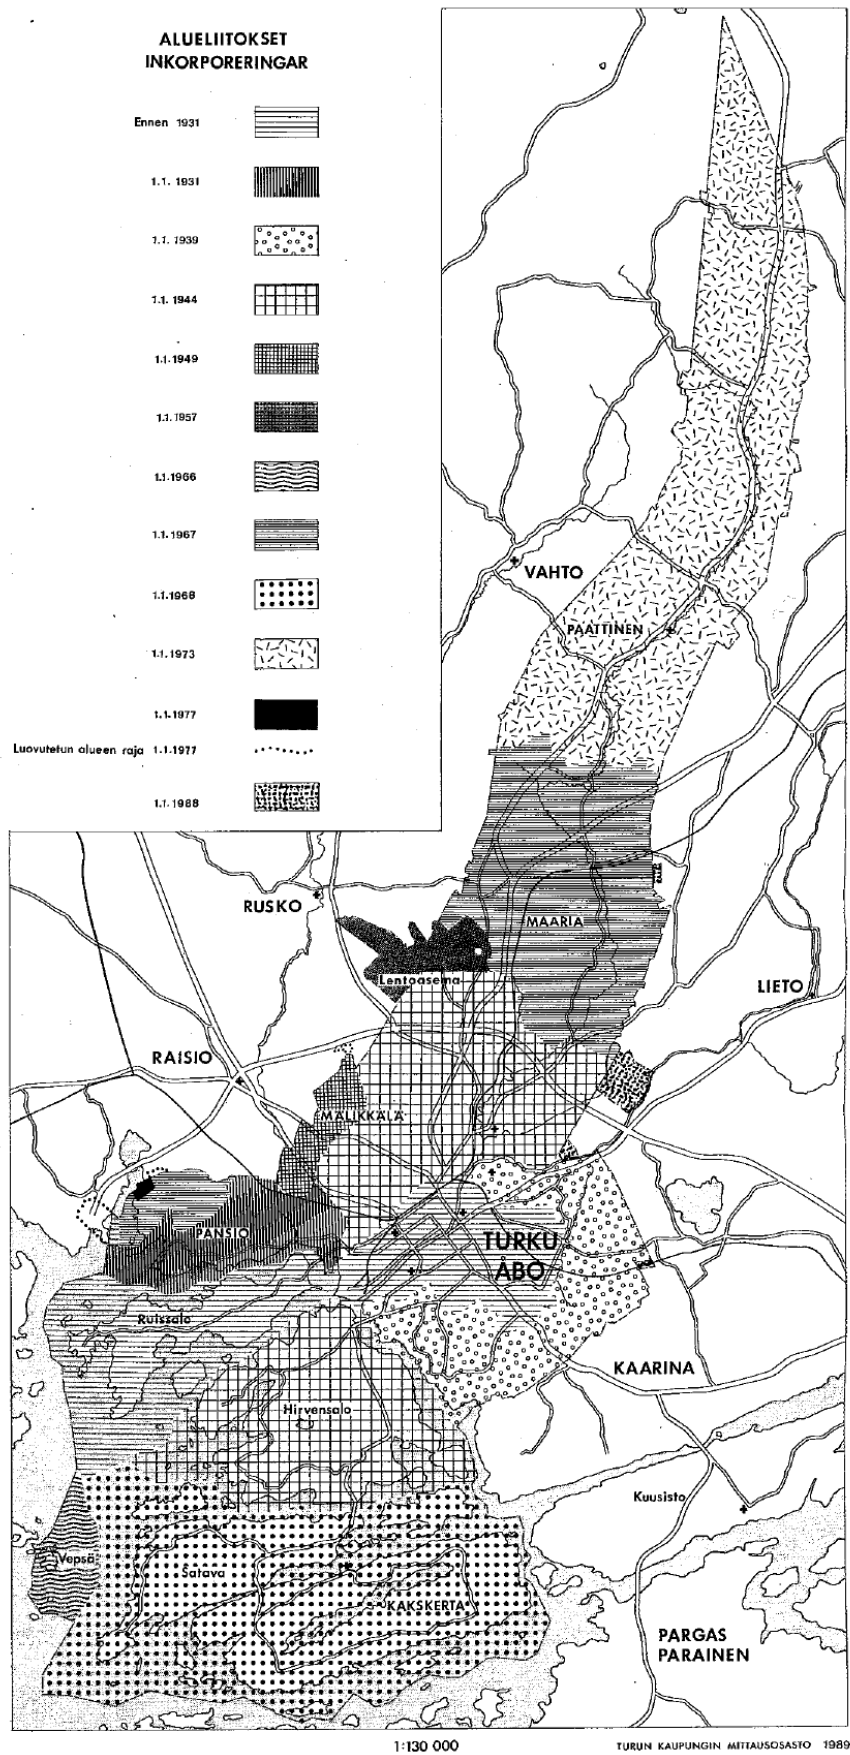 ALUELIITOKSET
INKORPORERINGAR
Ennen 1931
1.1. 1931
1.1. 1939
1.1. 1944
1.1.1949
1.1.1957
1.1.1966
1.1.1967
1.1.1968
1.1.1973
1.1.1977
Luovutetun alueen raja 1.1.1977
1.1.1988
VAHTO
PAATTINEN
RUSKO
MAARIA
Lentoasema
LIETO
RAISIO
MÄLIKKÄLÄ
PANSIO
TURKU
ÅBO
Ruissalo
KAARINA
Hirvensalo
Kuusisto
Vepsä
Satava
KAKSKERTA
PARGAS
PARAINEN
1:130 000
TURUN KAUPUNGIN MITTAUSOSASTO 1989